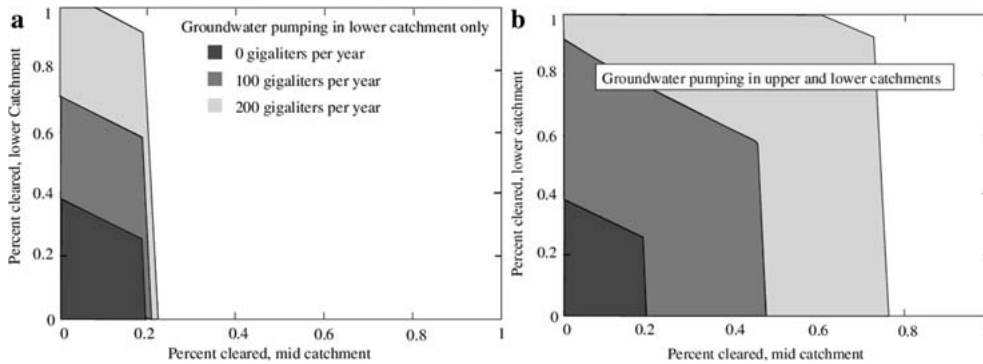 a
Groundwater pumping in lower catchment only
0 gigaliters per year
100 gigaliters per year
200 gigaliters per year
Percent cleared, lower Catchment
1
0.8
0.6
0.4
0.2
0
0
0.2
0.4
0.6
0.8
1
Percent cleared, mid catchment
b
Groundwater pumping in upper and lower catchments
Percent cleared, lower catchment
1
0.8
0.6
0.4
0.2
0
0
0.2
0.4
0.6
0.8
1
Percent cleared, mid catchment